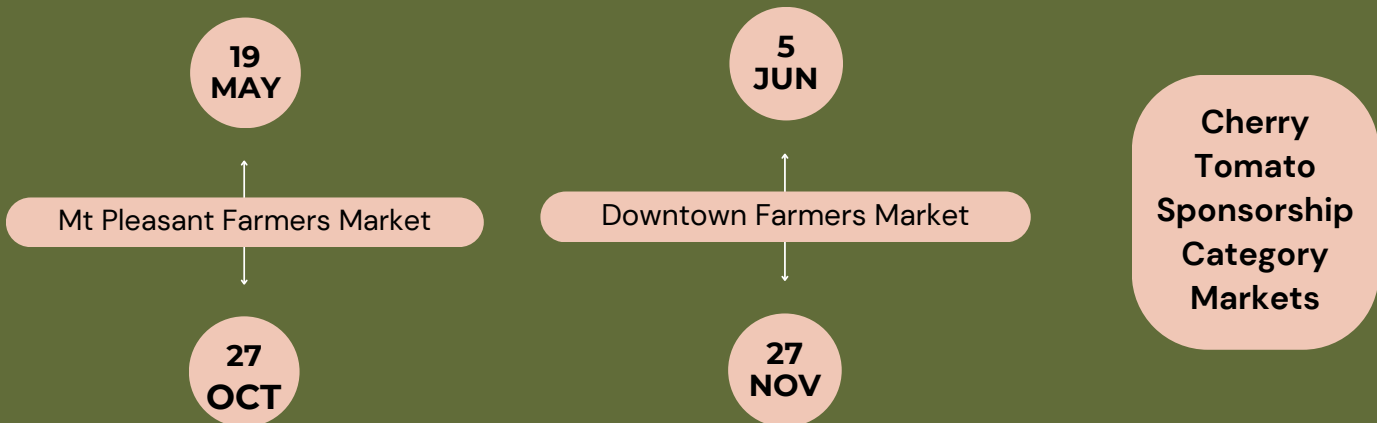 19
MAY
Mt Pleasant Farmers Market
27
OCT
5
JUN
Downtown Farmers Market
27
NOV
Cherry
Tomato
Sponsorship
Category
Markets